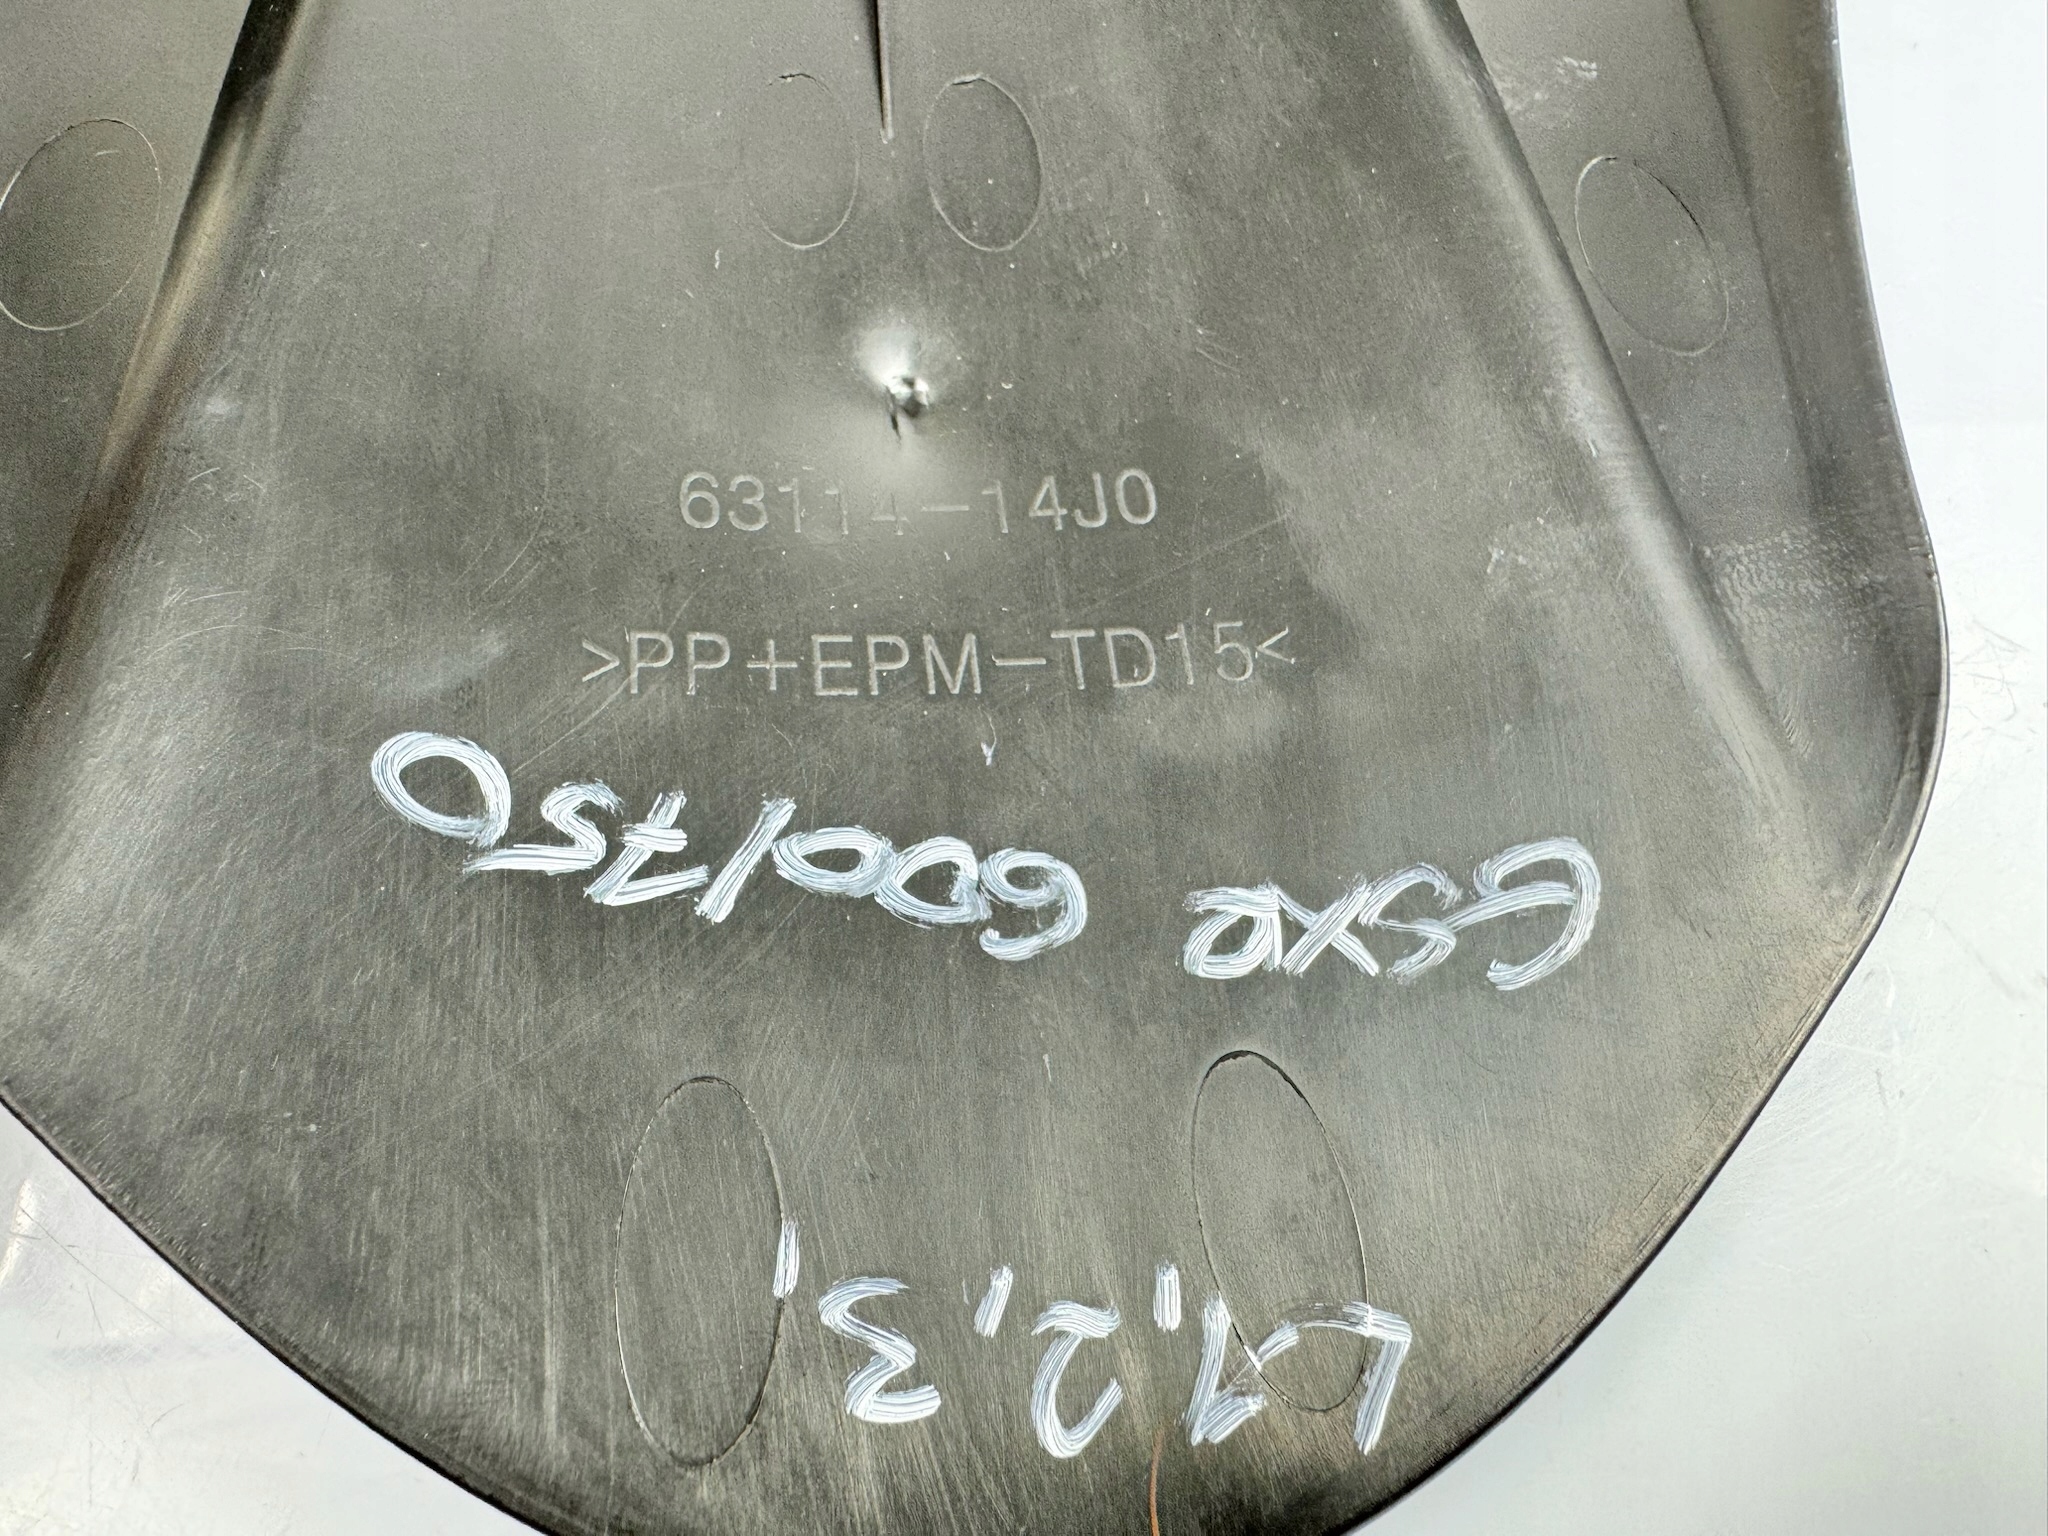 63114-14J0
>PP+EPM-TD15<
L1,2,3,
GSXR 600/750